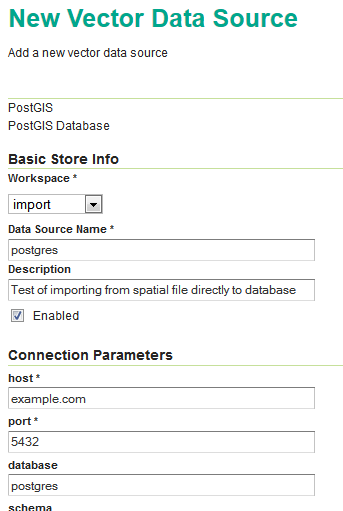 New Vector Data Source
Add a new vector data source
PostGIS
PostGIS Database
Basic Store Info
Workspace *
import
Data Source Name *
postgres
Description
Test of importing from spatial file directly to database
Enabled
Connection Parameters
host *
example.com
port *
5432
database
postgres
schema